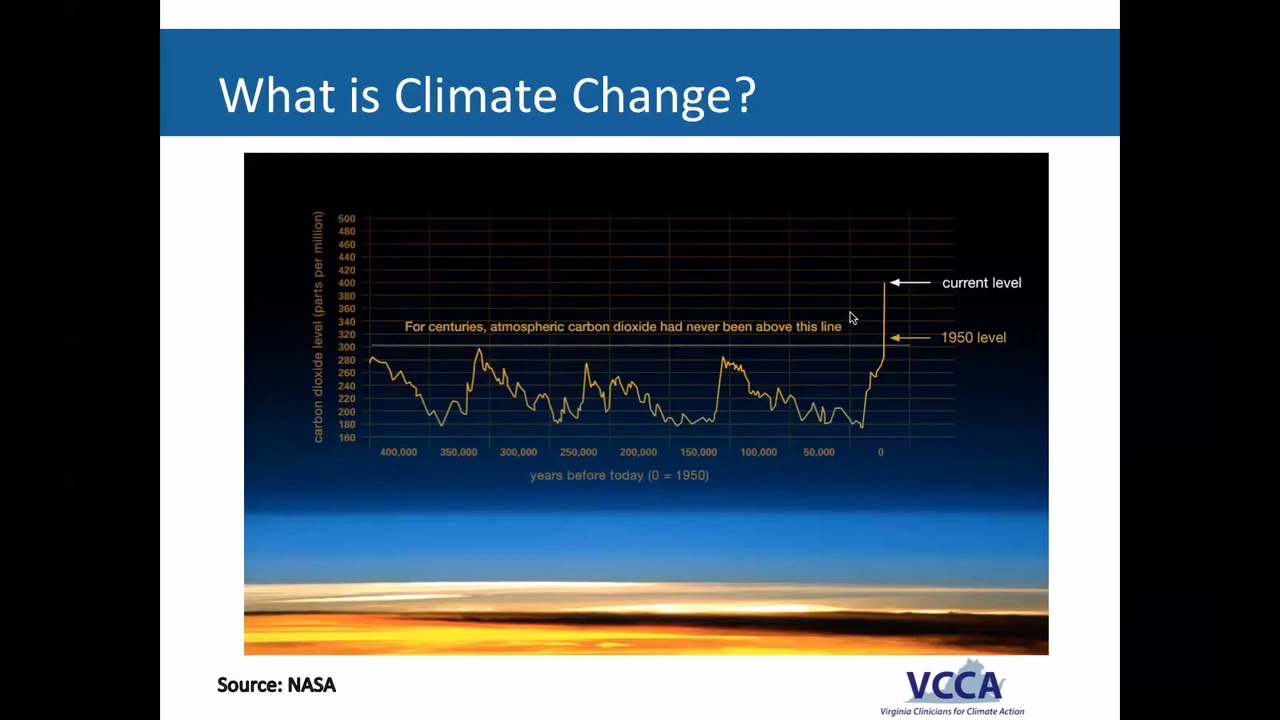 What is Climate Change?
carbon dioxide level (parts per million)
500
480
460
440
420
400
380
360
340
320
300
280
260
240
220
200
180
160
current level
For centuries, atmospheric carbon dioxide had never been above this line
1950 level
400,000 350,000 300,000 250,000 200,000 150,000 100,000 50,000 0
years before today (0 = 1950)
Source: NASA
VCCA
Virginia Clinicians for Climate Action